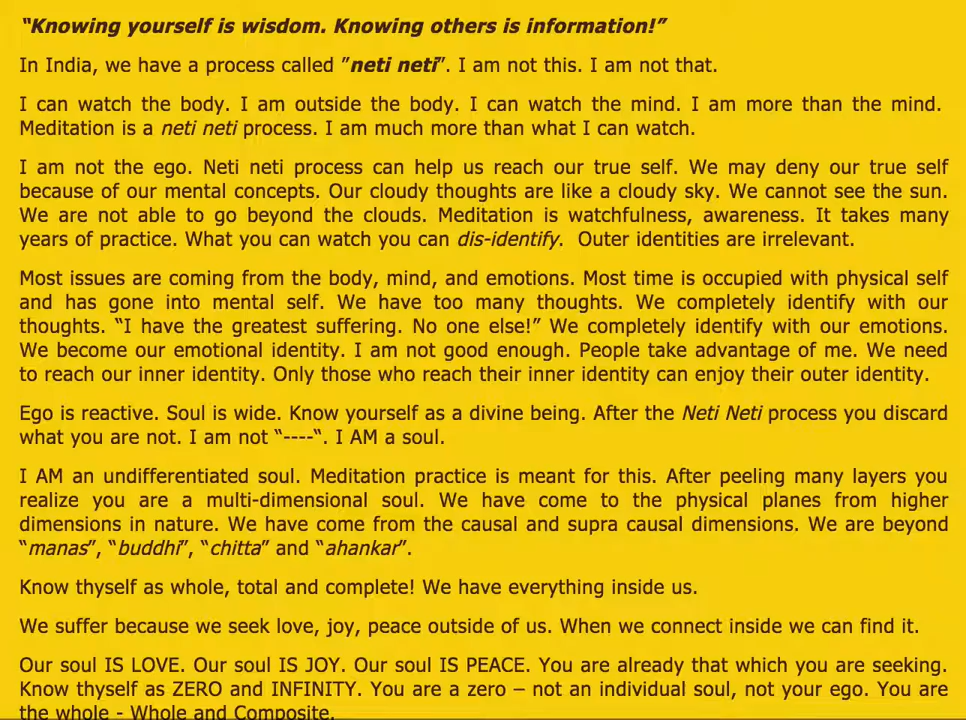 “Knowing yourself is wisdom. Knowing others is information!”
In India, we have a process called ”neti neti”. I am not this. I am not that.
I can watch the body. I am outside the body. I can watch the mind. I am more than the mind.
Meditation is a neti neti process. I am much more than what I can watch.
I am not the ego. Neti neti process can help us reach our true self. We may deny our true self
because of our mental concepts. Our cloudy thoughts are like a cloudy sky. We cannot see the sun.
We are not able to go beyond the clouds. Meditation is watchfulness, awareness. It takes many
years of practice. What you can watch you can dis-identify. Outer identities are irrelevant.
Most issues are coming from the body, mind, and emotions. Most time is occupied with physical self
and has gone into mental self. We have too many thoughts. We completely identify with our
thoughts. “I have the greatest suffering. No one else!” We completely identify with our emotions.
We become our emotional identity. I am not good enough. People take advantage of me. We need
to reach our inner identity. Only those who reach their inner identity can enjoy their outer identity.
Ego is reactive. Soul is wide. Know yourself as a divine being. After the Neti Neti process you discard
what you are not. I am not “----“. I AM a soul.
I AM an undifferentiated soul. Meditation practice is meant for this. After peeling many layers you
realize you are a multi-dimensional soul. We have come to the physical planes from higher
dimensions in nature. We have come from the causal and supra causal dimensions. We are beyond
“manas”, “buddhi”, “chitta” and “ahankar”.
Know thyself as whole, total and complete! We have everything inside us.
We suffer because we seek love, joy, peace outside of us. When we connect inside we can find it.
Our soul IS LOVE. Our soul IS JOY. Our soul IS PEACE. You are already that which you are seeking.
Know thyself as ZERO and INFINITY. You are a zero – not an individual soul, not your ego. You are
the whole - Whole and Composite.